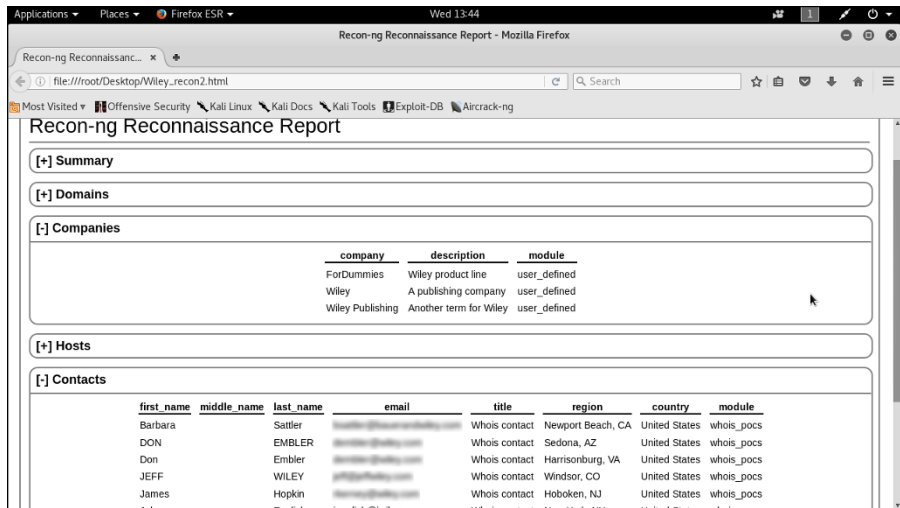 Applications Places Firefox ESR Wed 13:44 1
Recon-ng Reconnaissance Report - Mozilla Firefox
Recon-ng Reconnaissanc... ×
file:///root/Desktop/Wiley_recon2.html Search
Most Visited Offensive Security Kali Linux Kali Docs Kali Tools Exploit-DB Aircrack-ng
Recon-ng Reconnaissance Report
[+] Summary
[+] Domains
[-] Companies
company description module
ForDummies Wiley product line user_defined
Wiley A publishing company user_defined
Wiley Publishing Another term for Wiley user_defined
[+] Hosts
[-] Contacts
first_name middle_name last_name email title region country module
Barbara Sattler Whois contact Newport Beach, CA United States whois_pocs
DON EMBLER Whois contact Sedona, AZ United States whois_pocs
Don Embler Whois contact Harrisonburg, VA United States whois_pocs
JEFF WILEY Whois contact Windsor, CO United States whois_pocs
James Hopkin Whois contact Hoboken, NJ United States whois_pocs